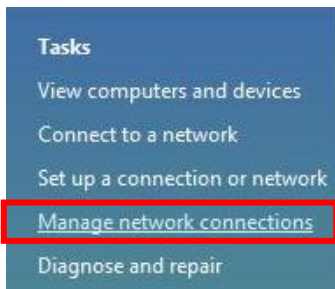 Tasks
View computers and devices
Connect to a network
Set up a connection or network
Manage network connections
Diagnose and repair